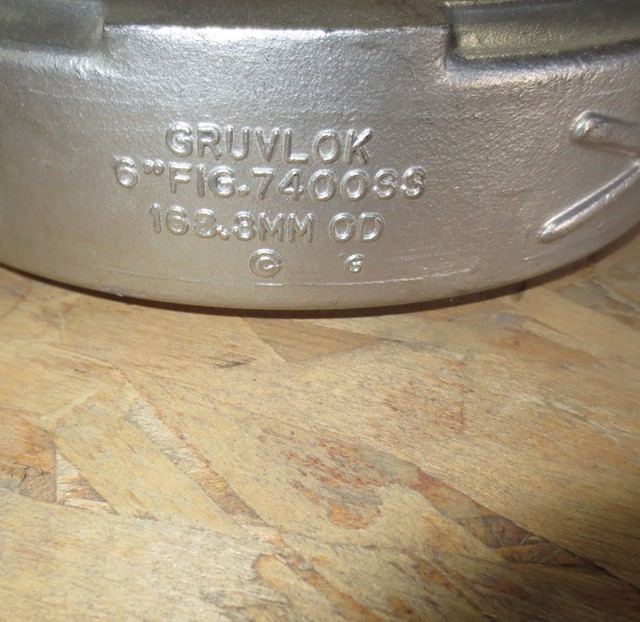 GRUVLOK
6" FIG.7400SS
168.3MM OD
© G